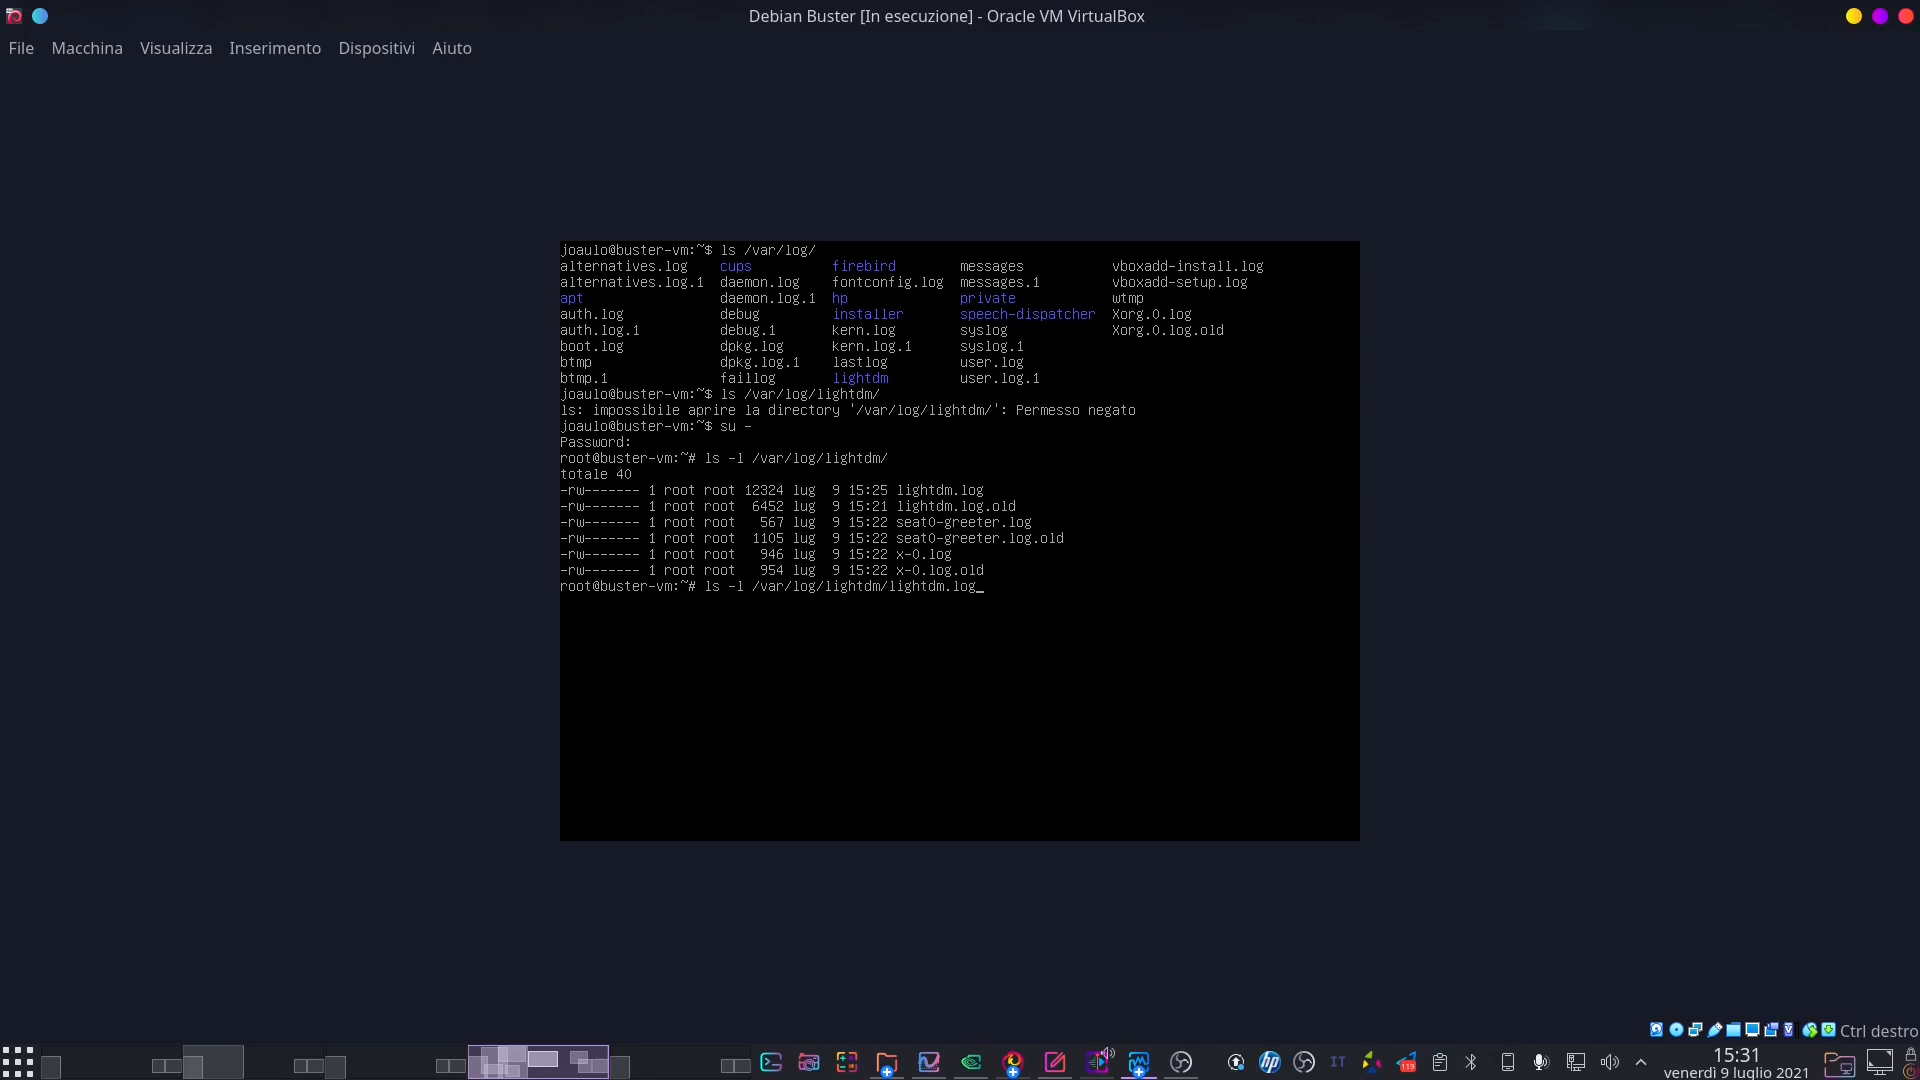 Debian Buster [In esecuzione] - Oracle VM VirtualBox
File Macchina Visualizza Inserimento Dispositivi Aiuto
joaulo@buster-vm:~$ ls /var/log/
alternatives.log cups firebird messages vboxadd-install.log
alternatives.log.1 daemon.log fontconfig.log messages.1 vboxadd-setup.log
apt daemon.log.1 hp private wtmp
auth.log debug installer speech-dispatcher Xorg.0.log
auth.log.1 debug.1 kern.log syslog Xorg.0.log.old
boot.log dpkg.log kern.log.1 syslog.1
btmp dpkg.log.1 lastlog user.log
btmp.1 faillog lightdm user.log.1
joaulo@buster-vm:~$ ls /var/log/lightdm/
ls: impossibile aprire la directory '/var/log/lightdm/': Permesso negato
joaulo@buster-vm:~$ su -
Password:
root@buster-vm:~# ls -l /var/log/lightdm/
totale 40
-rw------- 1 root root 12324 lug 9 15:25 lightdm.log
-rw------- 1 root root 6452 lug 9 15:21 lightdm.log.old
-rw------- 1 root root 567 lug 9 15:22 seat0-greeter.log
-rw------- 1 root root 1105 lug 9 15:22 seat0-greeter.log.old
-rw------- 1 root root 946 lug 9 15:22 x-0.log
-rw------- 1 root root 954 lug 9 15:22 x-0.log.old
root@buster-vm:~# ls -l /var/log/lightdm/lightdm.log_
Ctrl destro
hp IT 119 15:31
venerdì 9 luglio 2021